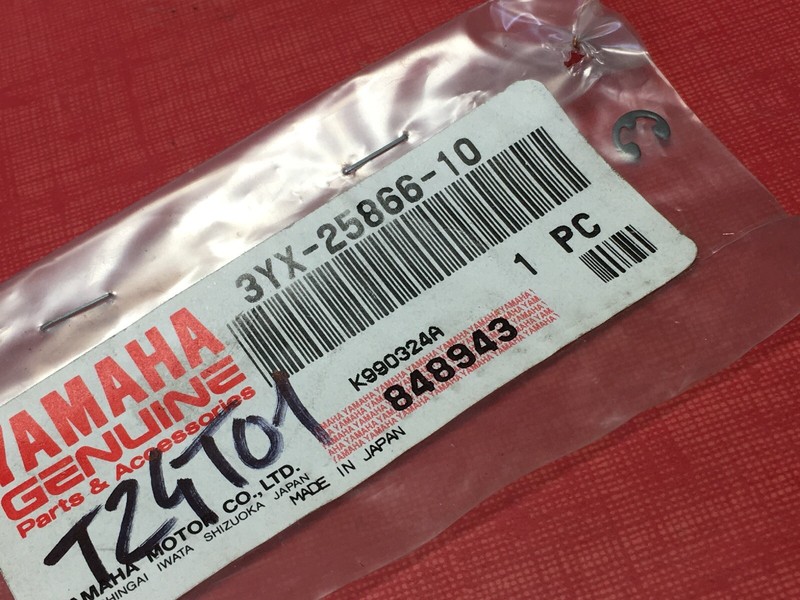 3YX-25866-10
1 PC
K990324A
848943
YAMAHA
GENUINE
Parts & Accessories
T24T01
YAMAHA MOTOR CO., LTD.
SHINGAI IWATA SHIZUOKA JAPAN
MADE IN JAPAN